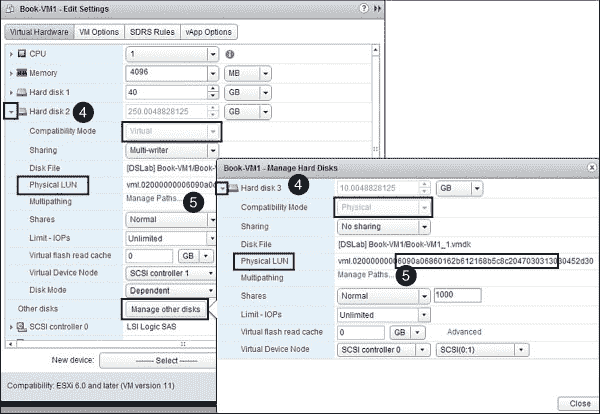 Book-VM1 - Edit Settings
Virtual Hardware VM Options SDRS Rules vApp Options
CPU 1
Memory 4096 MB
Hard disk 1 40 GB
Hard disk 2 4 250.0048828125 GB
Compatibility Mode Virtual
Sharing Multi-writer
Disk File [DSLab] Book-VM1/Book-
Physical LUN vml.02000000006090a0
Multipathing Manage Paths... 5
Shares Normal
Limit - IOPs Unlimited
Virtual flash read cache 0 GB
Virtual Device Node SCSI controller 1
Disk Mode Dependent
Other disks Manage other disks
SCSI controller 0 LSI Logic SAS
New device: ------- Select -------
Compatibility: ESXi 6.0 and later (VM version 11)
Book-VM1 - Manage Hard Disks
Hard disk 3 4 10.0048828125 GB
Compatibility Mode Physical
Sharing No sharing
Disk File [DSLab] Book-VM1/Book-VM1_1.vmdk
Physical LUN vml.02000000006090a06860162b612168b5c8c2047030313030452d30
Multipathing Manage Paths... 5
Shares Normal 1000
Limit - IOPs Unlimited
Virtual flash read cache 0 GB Advanced
Virtual Device Node SCSI controller 0 SCSI(0:1)
Close